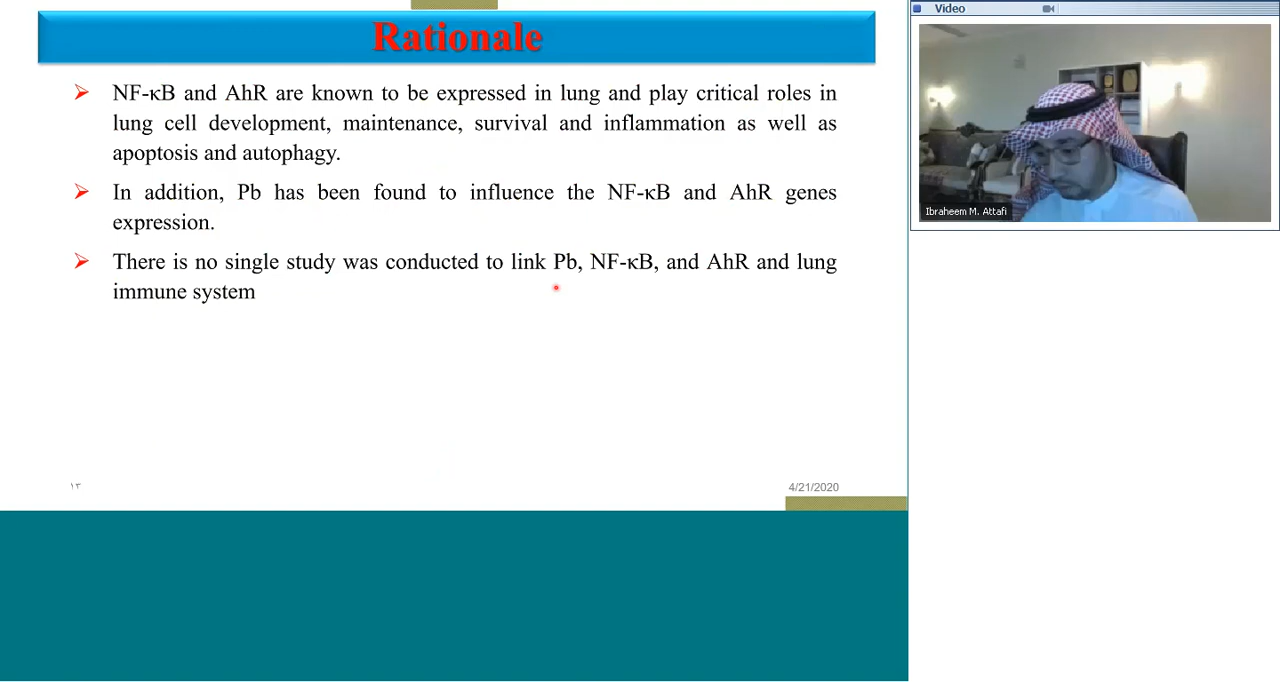 Rationale
➢ NF-κB and AhR are known to be expressed in lung and play critical roles in
lung cell development, maintenance, survival and inflammation as well as
apoptosis and autophagy.
➢ In addition, Pb has been found to influence the NF-κB and AhR genes
expression.
➢ There is no single study was conducted to link Pb, NF-κB, and AhR and lung
immune system
١٣
4/21/2020
Video
Ibraheem M. Attafi